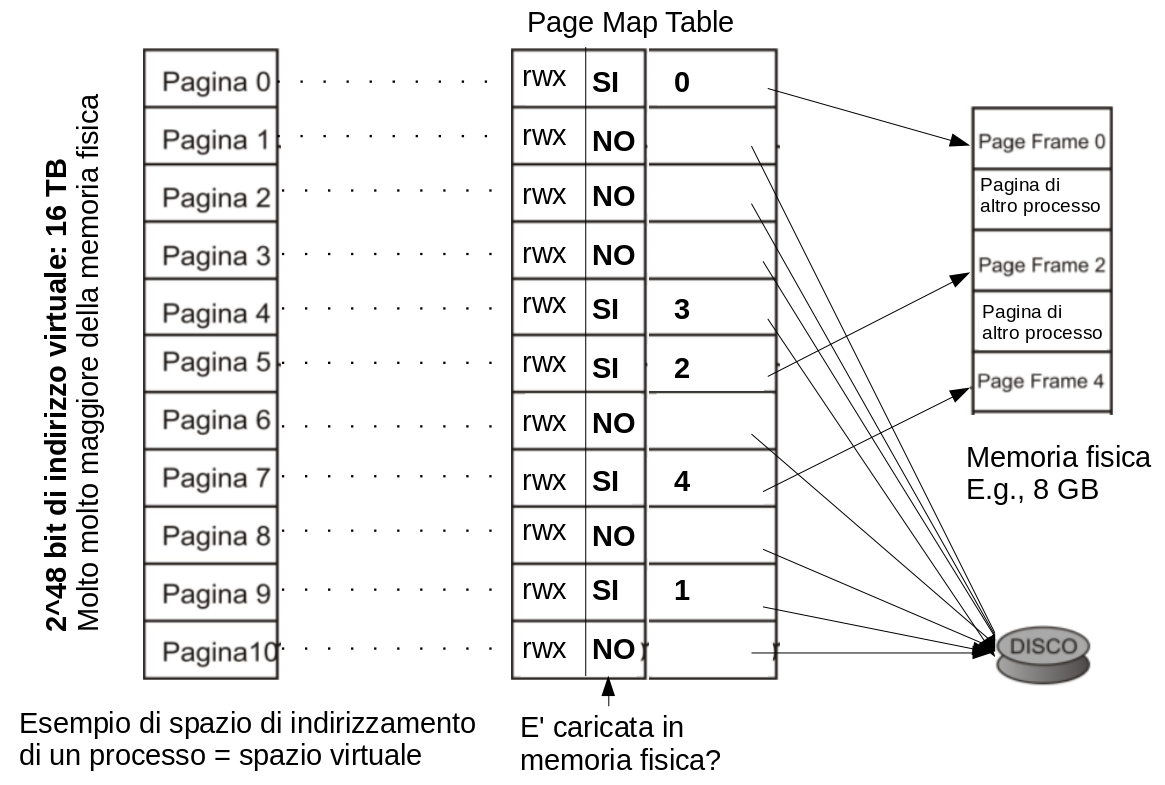 Page Map Table
2^48 bit di indirizzo virtuale: 16 TB
Molto molto maggiore della memoria fisica
Pagina 0 rwx SI 0
Pagina 1 rwx NO
Pagina 2 rwx NO
Pagina 3 rwx NO
Pagina 4 rwx SI 3
Pagina 5 rwx SI 2
Pagina 6 rwx NO
Pagina 7 rwx SI 4
Pagina 8 rwx NO
Pagina 9 rwx SI 1
Pagina10 rwx NO
Page Frame 0
Pagina di
altro processo
Page Frame 2
Pagina di
altro processo
Page Frame 4
Memoria fisica
E.g., 8 GB
DISCO
Esempio di spazio di indirizzamento
di un processo = spazio virtuale
E' caricata in
memoria fisica?